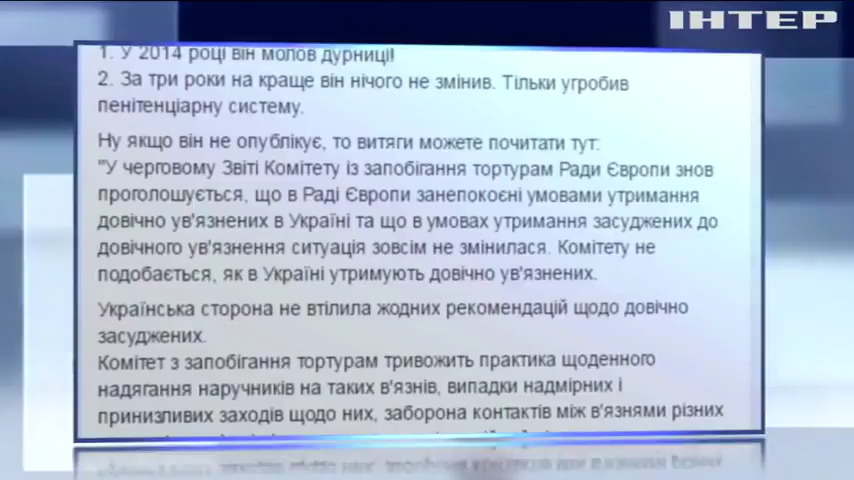 ІНТЕР
1. У 2014 році він молов дурниці!
2. За три роки на краще він нічого не змінив. Тільки угробив
пенітенціарну систему.
Ну якщо він не опублікує, то витяги можете почитати тут:
"У черговому Звіті Комітету із запобігання тортурам Ради Європи знов
проголошується, що в Раді Європи занепокоєні умовами утримання
довічно ув'язнених в Україні та що в умовах утримання засуджених до
довічного ув'язнення ситуація зовсім не змінилася. Комітету не
подобається, як в Україні утримують довічно ув'язнених.
Українська сторона не втілила жодних рекомендацій щодо довічно
засуджених.
Комітет з запобігання тортурам тривожить практика щоденного
надягання наручників на таких в'язнів, випадки надмірних і
принизливих заходів щодо них, заборона контактів між в'язнями різних